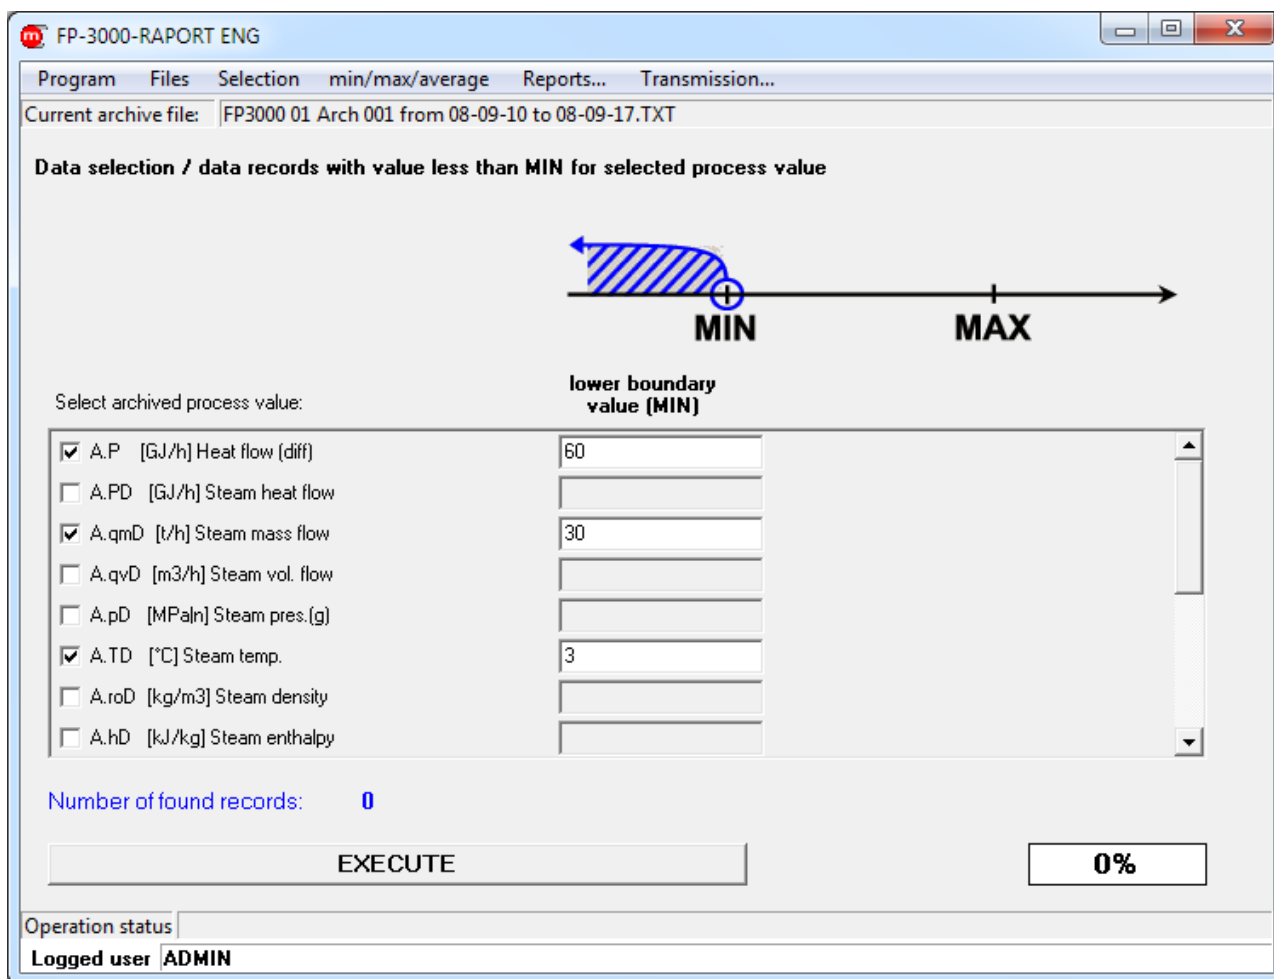 FP-3000-RAPORT ENG
Program Files Selection min/max/average Reports... Transmission...
Current archive file: FP3000 01 Arch 001 from 08-09-10 to 08-09-17.TXT
Data selection / data records with value less than MIN for selected process value
MIN MAX
lower boundary
Select archived process value: value (MIN)
A.P [GJ/h] Heat flow (diff) 60
A.PD [GJ/h] Steam heat flow
A.qmD [t/h] Steam mass flow 30
A.qvD [m3/h] Steam vol. flow
A.pD [MPa|n] Steam pres.(g)
A.TD [°C] Steam temp. 3
A.roD [kg/m3] Steam density
A.hD [kJ/kg] Steam enthalpy
Number of found records: 0
EXECUTE 0%
Operation status
Logged user ADMIN